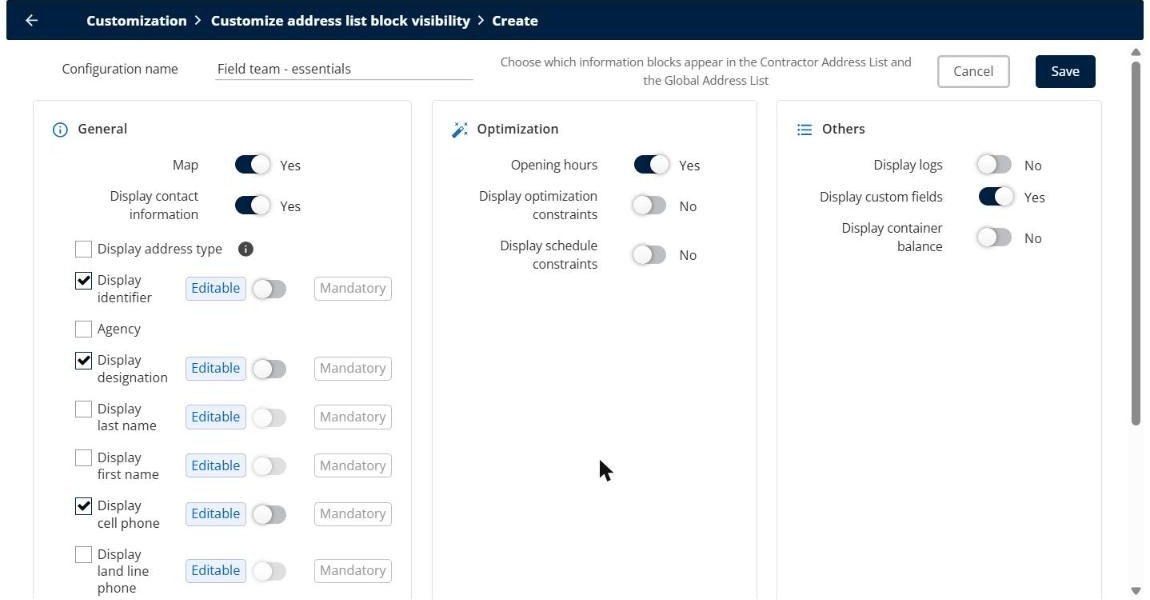 Customization > Customize address list block visibility > Create
Configuration name
Field team - essentials
Choose which information blocks appear in the Contractor Address List and
the Global Address List
Cancel
Save
General
Map
Yes
Display contact
information
Yes
Display address type
Display
identifier
Editable
Mandatory
Agency
Display
designation
Editable
Mandatory
Display
last name
Editable
Mandatory
Display
first name
Editable
Mandatory
Display
cell phone
Editable
Mandatory
Display
land line
phone
Editable
Mandatory
Optimization
Opening hours
Yes
Display optimization
constraints
No
Display schedule
constraints
No
Others
Display logs
No
Display custom fields
Yes
Display container
balance
No